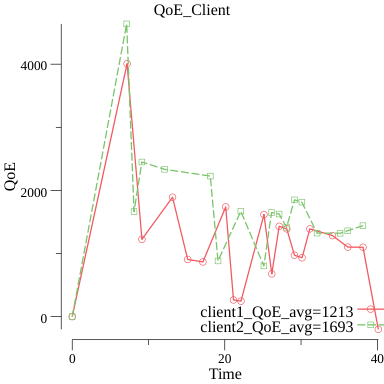 QoE_Client
4000
QoE
2000
client1_QoE_avg=1213
0
client2_QoE_avg=1693
0
20
40
Time